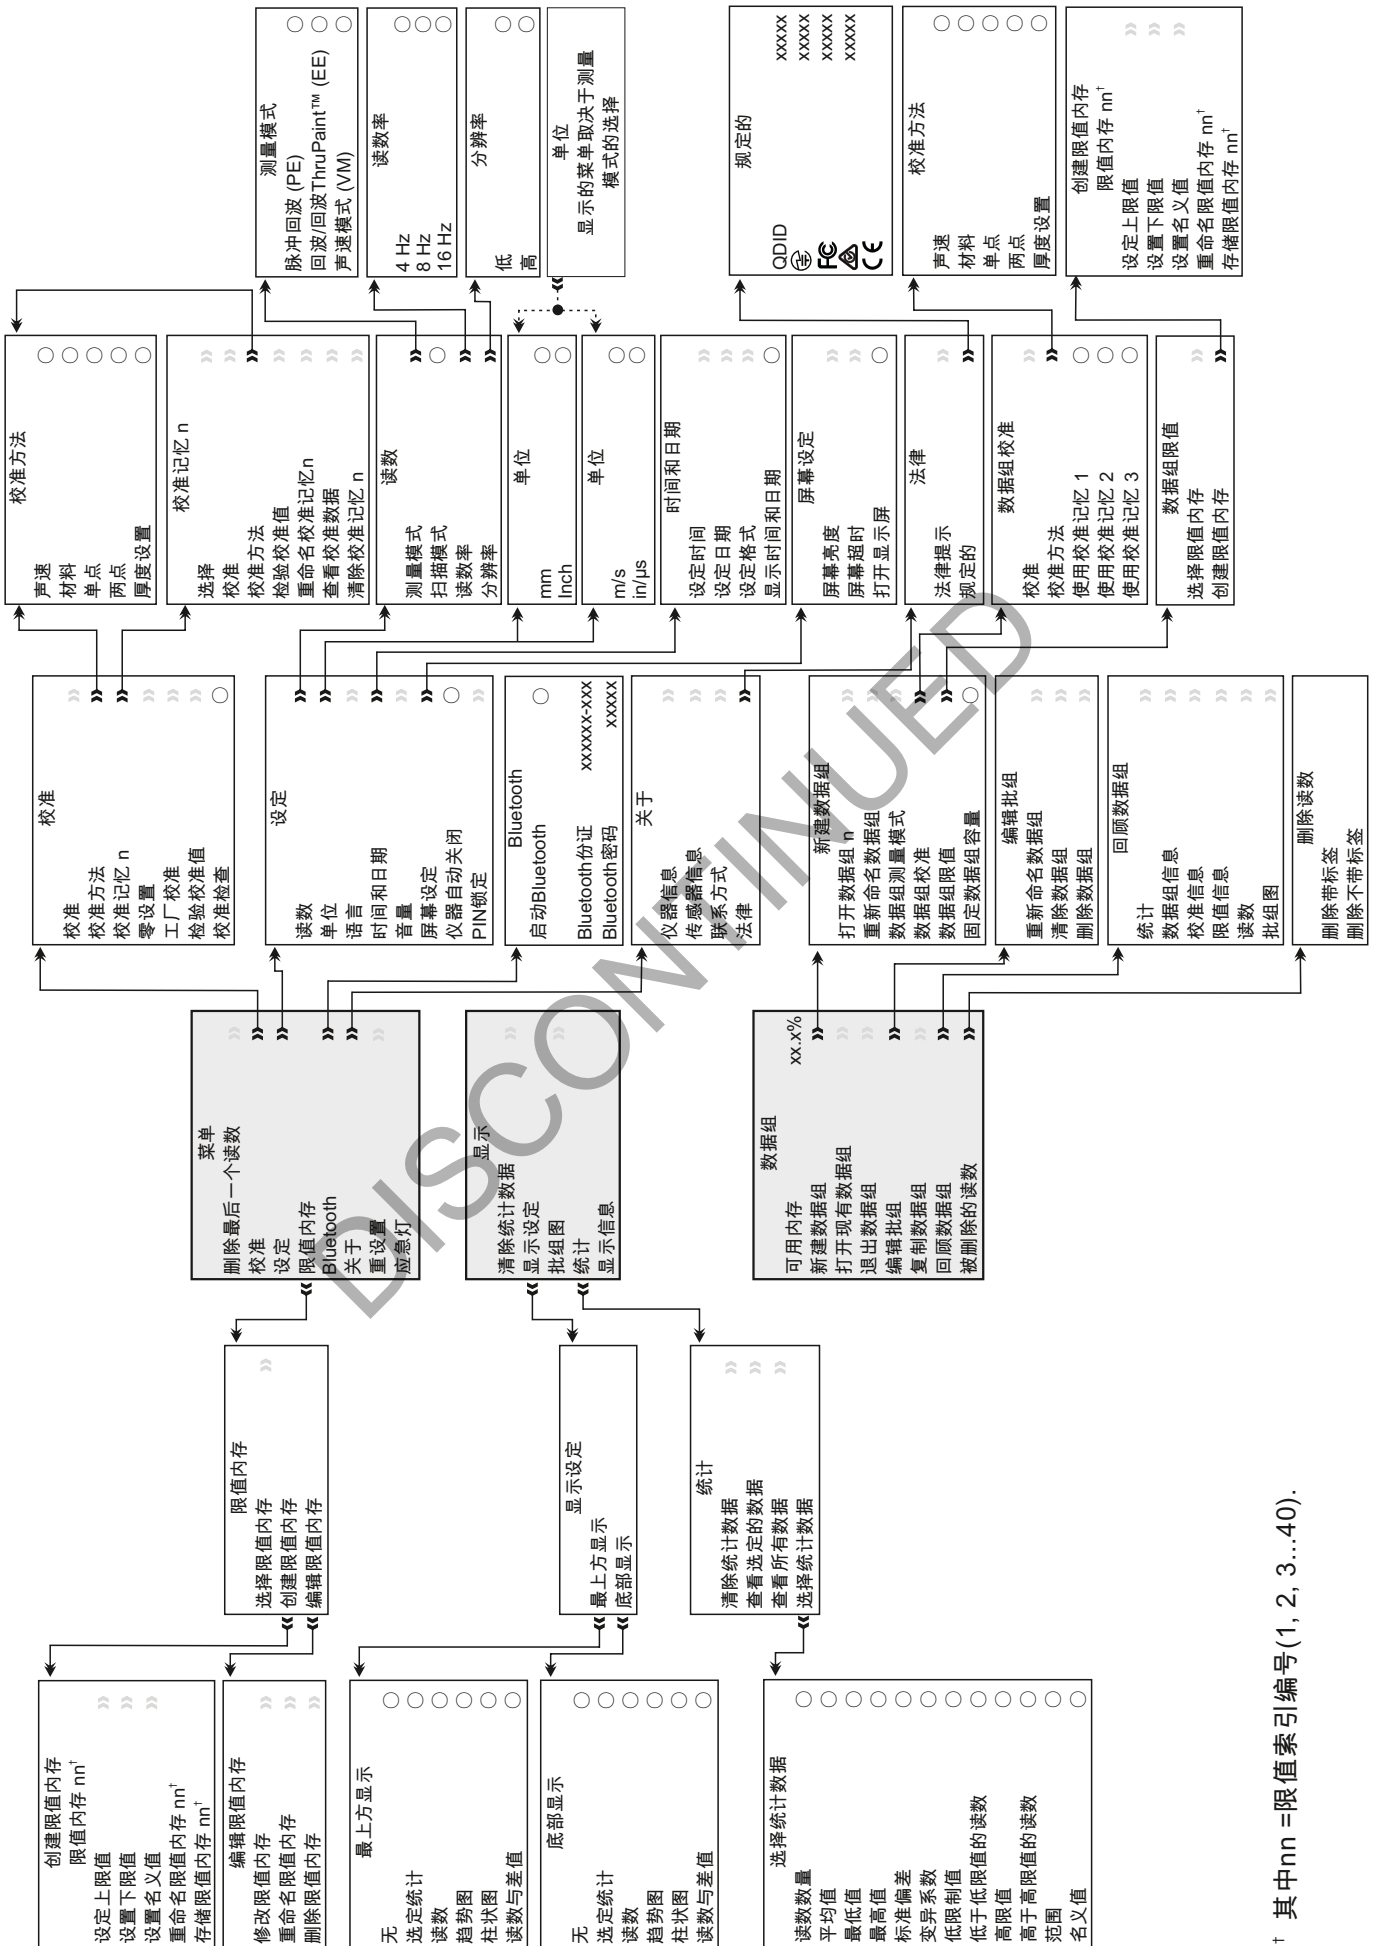 创建限值内存
限值内存 nn†
设定上限值
设置下限值
设置名义值
重命名限值内存 nn†
存储限值内存 nn†
编辑限值内存
修改限值内存
重命名限值内存
删除限值内存
最上方显示
无
选定统计
读数
趋势图
柱状图
读数与差值
底部显示
无
选定统计
读数
趋势图
柱状图
读数与差值
选择统计数据
读数数量
平均值
最低值
最高值
标准偏差
变异系数
低限制值
低于低限值的读数
高限值
高于高限值的读数
范围
名义值
限值内存
选择限值内存
创建限值内存
编辑限值内存
显示设定
最上方显示
底部显示
统计
清除统计数据
查看选定的数据
查看所有数据
选择统计数据
菜单
删除最后一个读数
校准
设定
限值内存
Bluetooth
关于
重设置
应急灯
显示
清除统计数据
显示设定
批组图
统计
显示信息
数据组
可用内存 xx.x%
新建数据组
打开现有数据组
退出数据组
编辑批组
复制数据组
回顾数据组
被删除的读数
校准
校准
校准方法
校准记忆 n
零设置
工厂校准
检验校准值
校准检查
设定
读数
单位
语言
时间和日期
音量
屏幕设定
仪器自动关闭
PIN锁定
Bluetooth
启动Bluetooth
Bluetooth份证 xxxxxx-xxx
Bluetooth密码 xxxxx
关于
仪器信息
传感器信息
联系方式
法律
新建数据组
打开数据组 n
重新命名数据组
数据组测量模式
数据组校准
数据组限值
固定数据组容量
编辑批组
重新命名数据组
清除数据组
删除数据组
回顾数据组
统计
数据组信息
校准信息
限值信息
读数
批组图
删除读数
删除带标签
删除不带标签
校准方法
声速
材料
单点
两点
厚度设置
校准记忆 n
选择
校准
校准方法
检验校准值
重命名校准记忆n
查看校准数据
清除校准记忆 n
读数
测量模式
扫描模式
读数率
分辨率
单位
mm
Inch
单位
m/s
in/µs
时间和日期
设定时间
设定日期
设定格式
显示时间和日期
屏幕设定
屏幕亮度
屏幕超时
打开显示屏
法律
法律提示
规定的
数据组校准
校准
校准方法
使用校准记忆 1
使用校准记忆 2
使用校准记忆 3
数据组限值
选择限值内存
创建限值内存
测量模式
脉冲回波 (PE)
回波/回波ThruPaint™ (EE)
声速模式 (VM)
读数率
4 Hz
8 Hz
16 Hz
分辨率
低
高
单位
显示的菜单取决于测量
模式的选择
规定的
QDID xxxxx
xxxxx
FC xxxxx
CE xxxxx
校准方法
声速
材料
单点
两点
厚度设置
创建限值内存
限值内存 nn†
设定上限值
设置下限值
设置名义值
重命名限值内存 nn†
存储限值内存 nn†
† 其中nn =限值索引编号(1, 2, 3...40).
DISCONTINUED